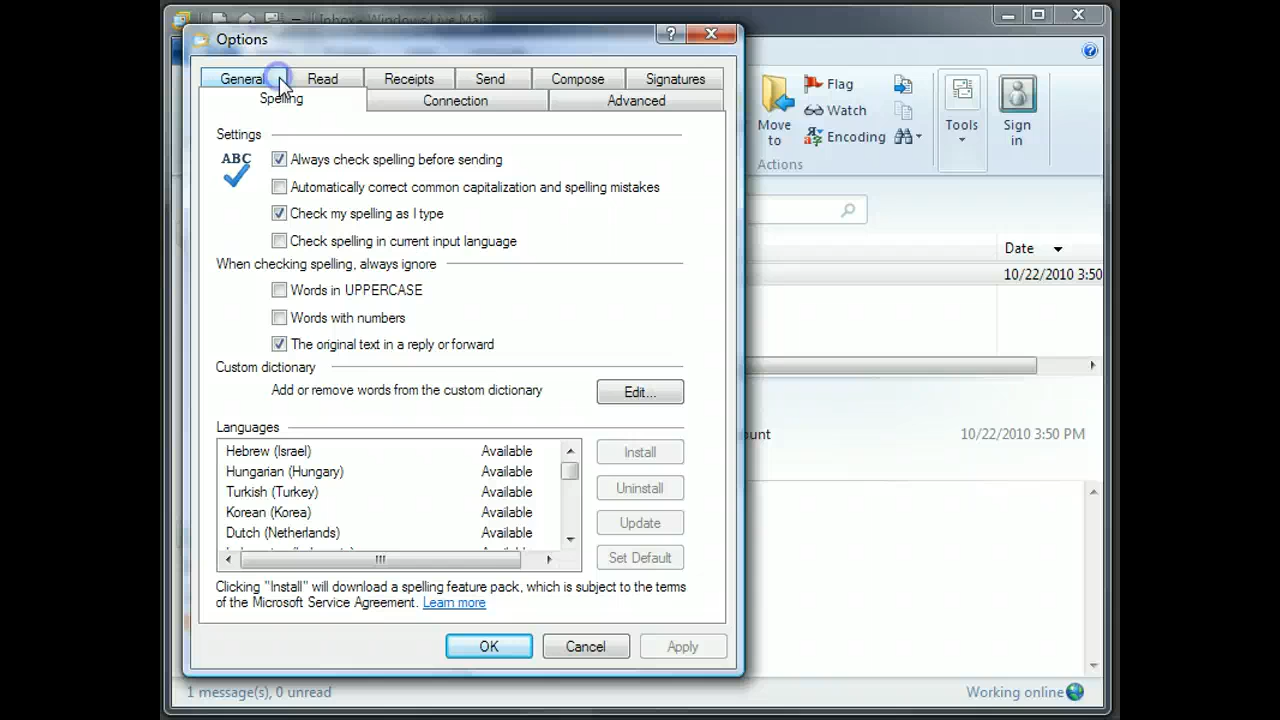 Inbox - Windows Live Mail
Options
General
Read
Receipts
Send
Compose
Signatures
Spelling
Connection
Advanced
Settings
ABC
Always check spelling before sending
Automatically correct common capitalization and spelling mistakes
Check my spelling as I type
Check spelling in current input language
When checking spelling, always ignore
Words in UPPERCASE
Words with numbers
The original text in a reply or forward
Custom dictionary
Add or remove words from the custom dictionary
Edit...
Languages
Hebrew (Israel) Available
Hungarian (Hungary) Available
Turkish (Turkey) Available
Korean (Korea) Available
Dutch (Netherlands) Available
Install
Uninstall
Update
Set Default
Clicking "Install" will download a spelling feature pack, which is subject to the terms
of the Microsoft Service Agreement. Learn more
OK
Cancel
Apply
Move to
Flag
Watch
Encoding
Actions
Tools
Sign in
Date
10/22/2010 3:50
ount
10/22/2010 3:50 PM
1 message(s), 0 unread
Working online